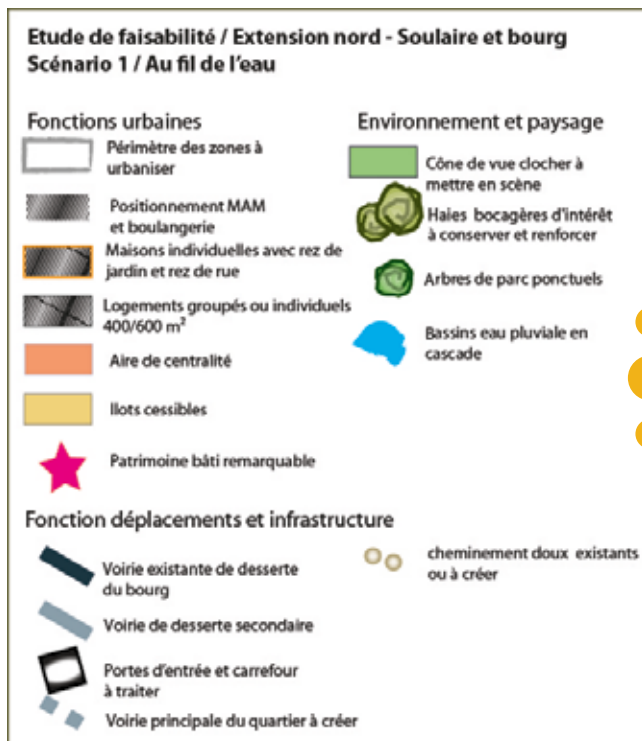 Etude de faisabilité / Extension nord - Soulaire et bourg
Scénario 1 / Au fil de l'eau
Fonctions urbaines
Périmètre des zones à
urbaniser
Positionnement MAM
et boulangerie
Maisons individuelles avec rez de
jardin et rez de rue
Logements groupés ou individuels
400/600 m²
Aire de centralité
Ilots cessibles
Patrimoine bâti remarquable
Environnement et paysage
Cône de vue clocher à
mettre en scène
Haies bocagères d'intérêt
à conserver et renforcer
Arbres de parc ponctuels
Bassins eau pluviale en
cascade
Fonction déplacements et infrastructure
Voirie existante de desserte
du bourg
Voirie de desserte secondaire
Portes d'entrée et carrefour
à traiter
Voirie principale du quartier à créer
cheminement doux existants
ou à créer